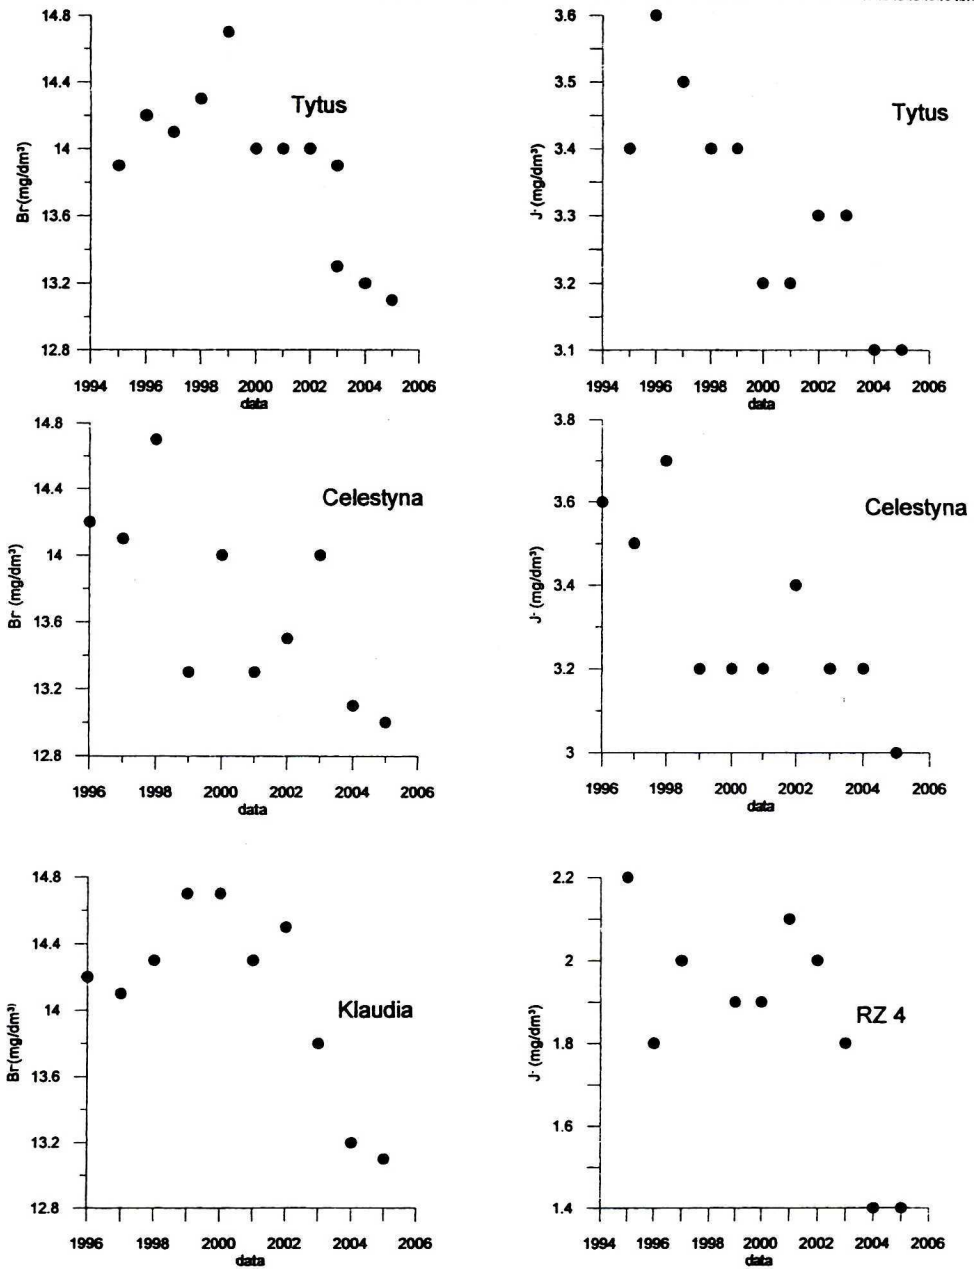 14.8
14.4
14
13.6
13.2
12.8
Br-(mg/dm³)
Tytus
1994 1996 1998 2000 2002 2004 2006
data
3.6
3.5
3.4
3.3
3.2
3.1
J- (mg/dm³)
Tytus
1994 1996 1998 2000 2002 2004 2006
data
14.8
14.4
14
13.6
13.2
12.8
Br- (mg/dm³)
Celestyna
1996 1998 2000 2002 2004 2006
data
3.8
3.6
3.4
3.2
3
J- (mg/dm³)
Celestyna
1996 1998 2000 2002 2004 2006
data
14.8
14.4
14
13.6
13.2
12.8
Br-(mg/dm³)
Klaudia
1996 1998 2000 2002 2004 2006
data
2.2
2
1.8
1.6
1.4
J- (mg/dm³)
RZ 4
1994 1996 1998 2000 2002 2004 2006
data